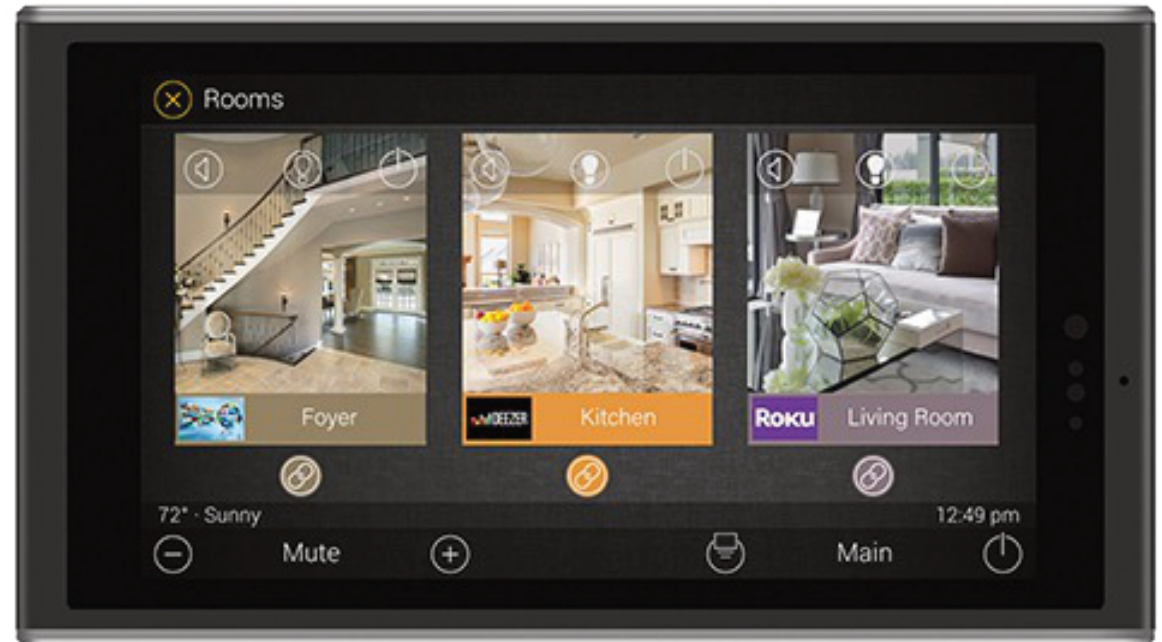 Rooms
Foyer
DEEZER
Kitchen
ROKU
Living Room
72° · Sunny
12:49 pm
Mute
Main